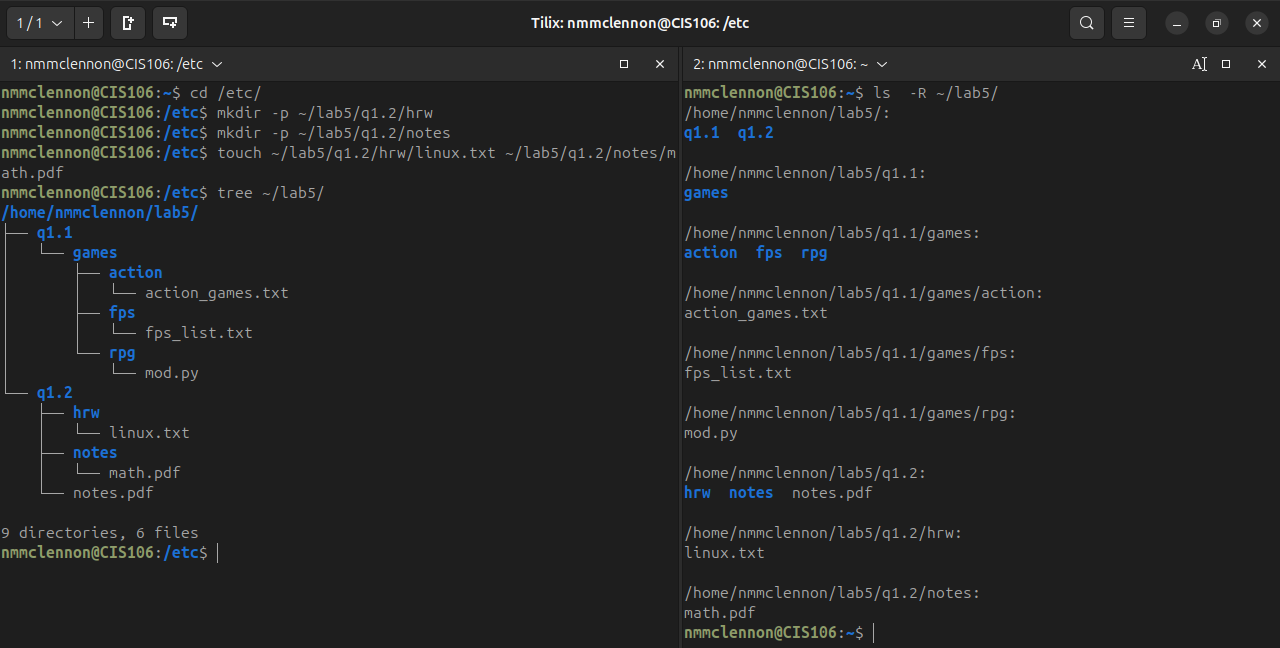 1 / 1
Tilix: nmmclennon@CIS106: /etc
1: nmmclennon@CIS106: /etc
nmmclennon@CIS106:~$ cd /etc/
nmmclennon@CIS106:/etc$ mkdir -p ~/lab5/q1.2/hrw
nmmclennon@CIS106:/etc$ mkdir -p ~/lab5/q1.2/notes
nmmclennon@CIS106:/etc$ touch ~/lab5/q1.2/hrw/linux.txt ~/lab5/q1.2/notes/m
ath.pdf
nmmclennon@CIS106:/etc$ tree ~/lab5/
/home/nmmclennon/lab5/
├── q1.1
│   └── games
│       ├── action
│       │   └── action_games.txt
│       ├── fps
│       │   └── fps_list.txt
│       └── rpg
│           └── mod.py
└── q1.2
    ├── hrw
    │   └── linux.txt
    ├── notes
    │   └── math.pdf
    └── notes.pdf
9 directories, 6 files
nmmclennon@CIS106:/etc$
2: nmmclennon@CIS106: ~
nmmclennon@CIS106:~$ ls  -R ~/lab5/
/home/nmmclennon/lab5/:
q1.1  q1.2
/home/nmmclennon/lab5/q1.1:
games
/home/nmmclennon/lab5/q1.1/games:
action  fps  rpg
/home/nmmclennon/lab5/q1.1/games/action:
action_games.txt
/home/nmmclennon/lab5/q1.1/games/fps:
fps_list.txt
/home/nmmclennon/lab5/q1.1/games/rpg:
mod.py
/home/nmmclennon/lab5/q1.2:
hrw  notes  notes.pdf
/home/nmmclennon/lab5/q1.2/hrw:
linux.txt
/home/nmmclennon/lab5/q1.2/notes:
math.pdf
nmmclennon@CIS106:~$